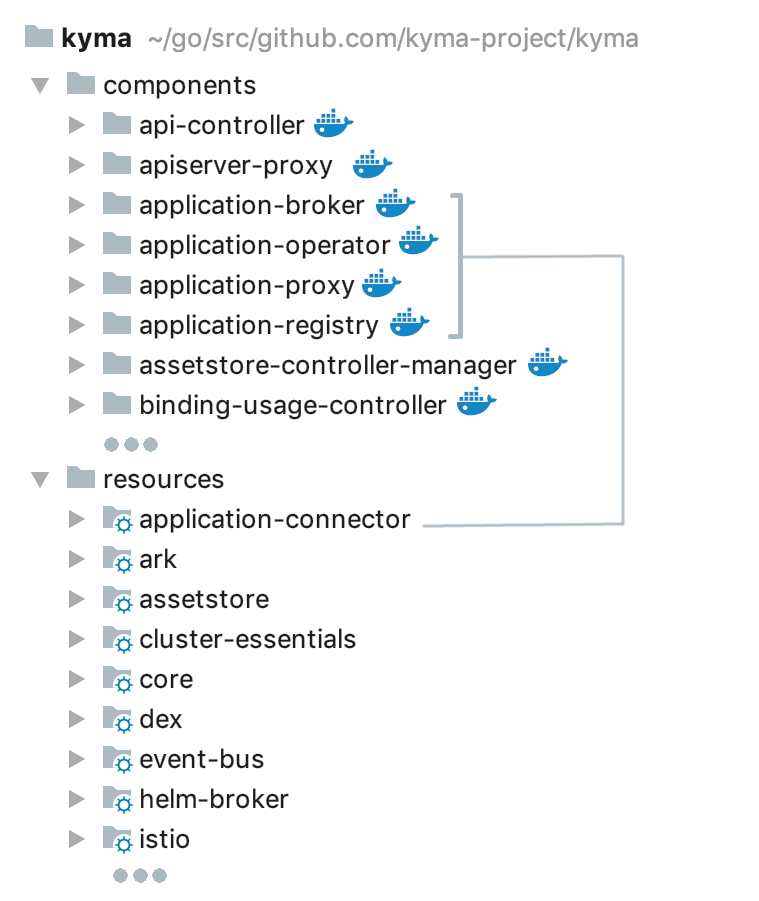 kyma ~/go/src/github.com/kyma-project/kyma
components
api-controller
apiserver-proxy
application-broker
application-operator
application-proxy
application-registry
assetstore-controller-manager
binding-usage-controller
resources
application-connector
ark
assetstore
cluster-essentials
core
dex
event-bus
helm-broker
istio